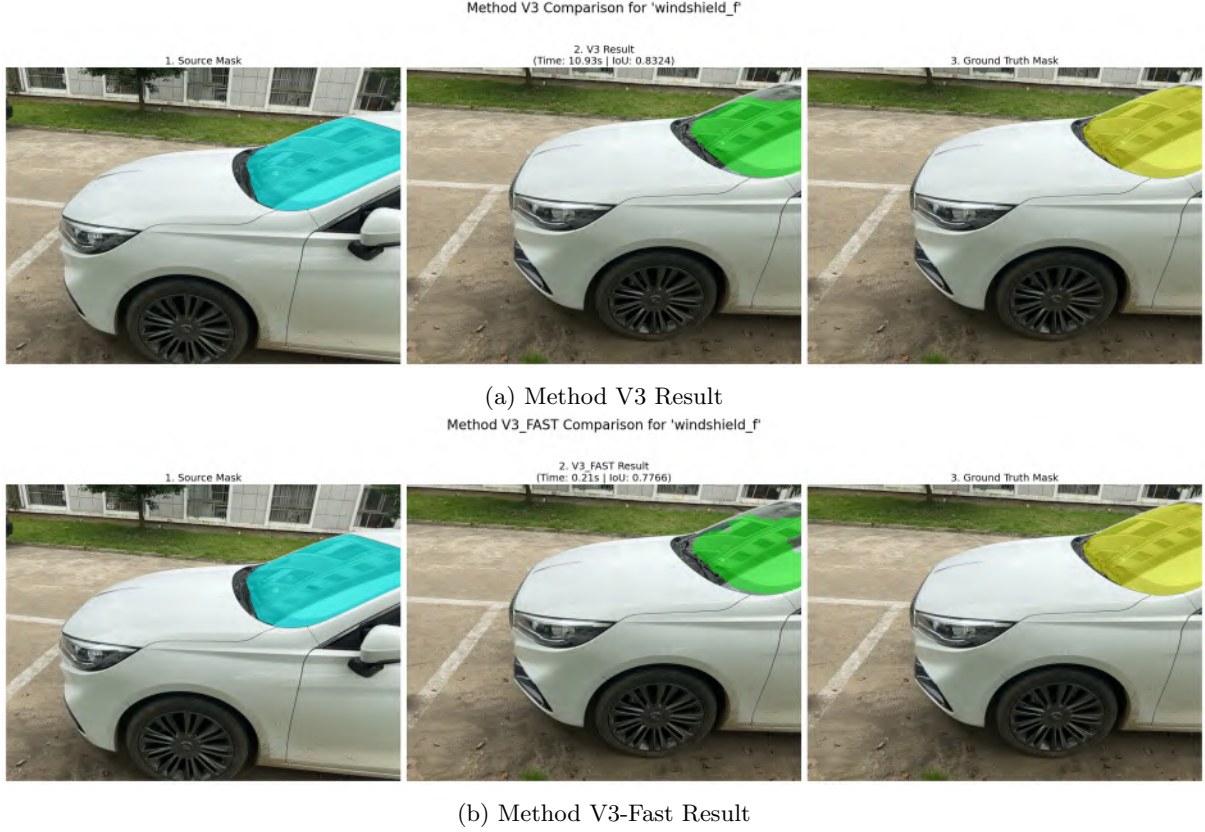 Method V3 Comparison for 'windshield_f'
1. Source Mask
2. V3 Result
(Time: 10.93s | IoU: 0.8324)
3. Ground Truth Mask
(a) Method V3 Result
Method V3_FAST Comparison for 'windshield_f'
1. Source Mask
2. V3_FAST Result
(Time: 0.21s | IoU: 0.7766)
3. Ground Truth Mask
(b) Method V3-Fast Result